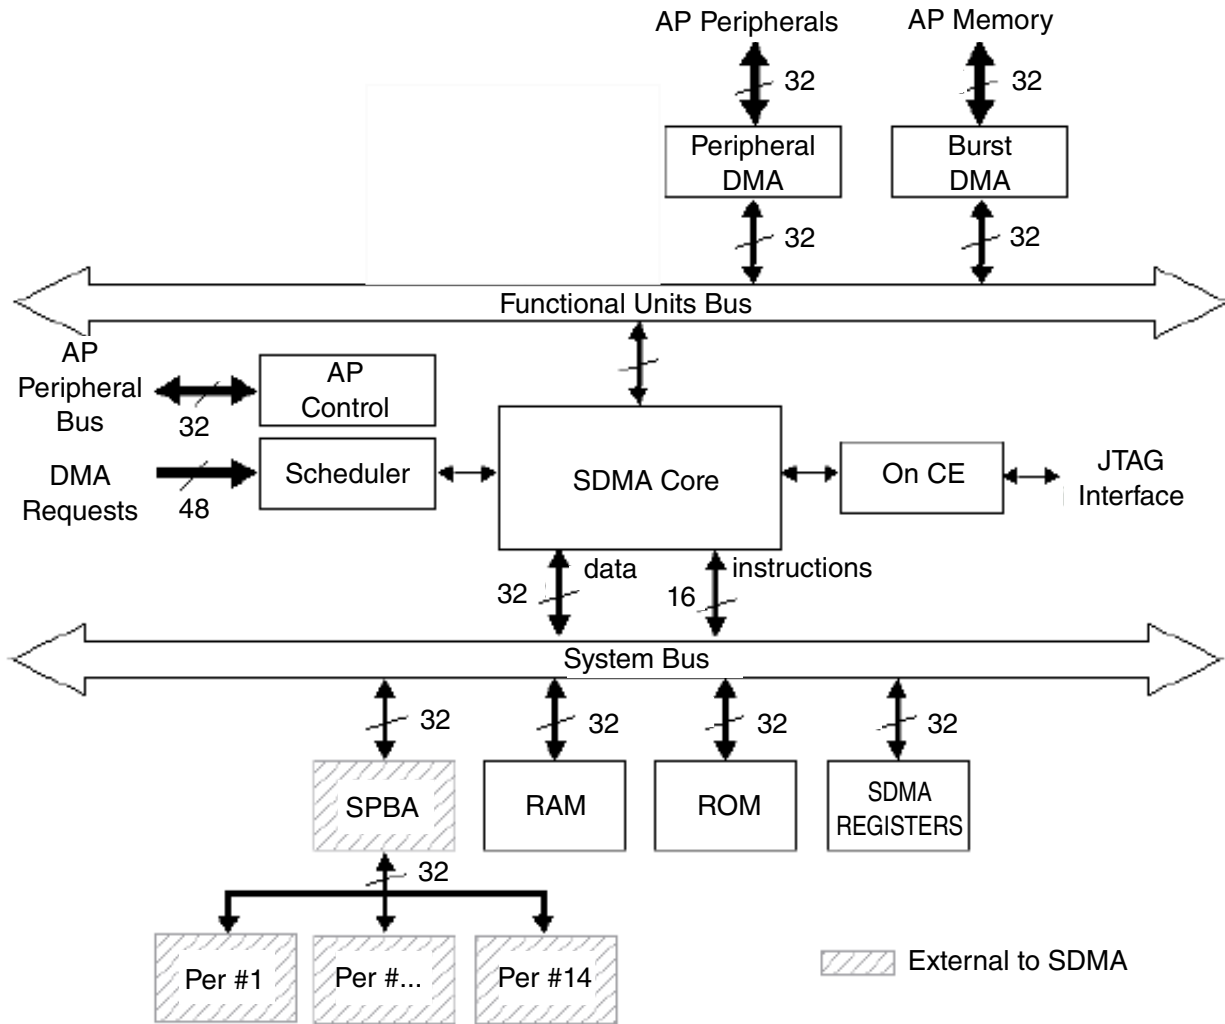 AP Peripherals
AP Memory
32
32
Peripheral
DMA
Burst
DMA
32
32
Functional Units Bus
AP
Peripheral
Bus
32
AP
Control
DMA
Requests
48
Scheduler
SDMA Core
On CE
JTAG
Interface
data
32
instructions
16
System Bus
32
32
32
32
SPBA
RAM
ROM
SDMA
REGISTERS
32
Per #1
Per #...
Per #14
External to SDMA